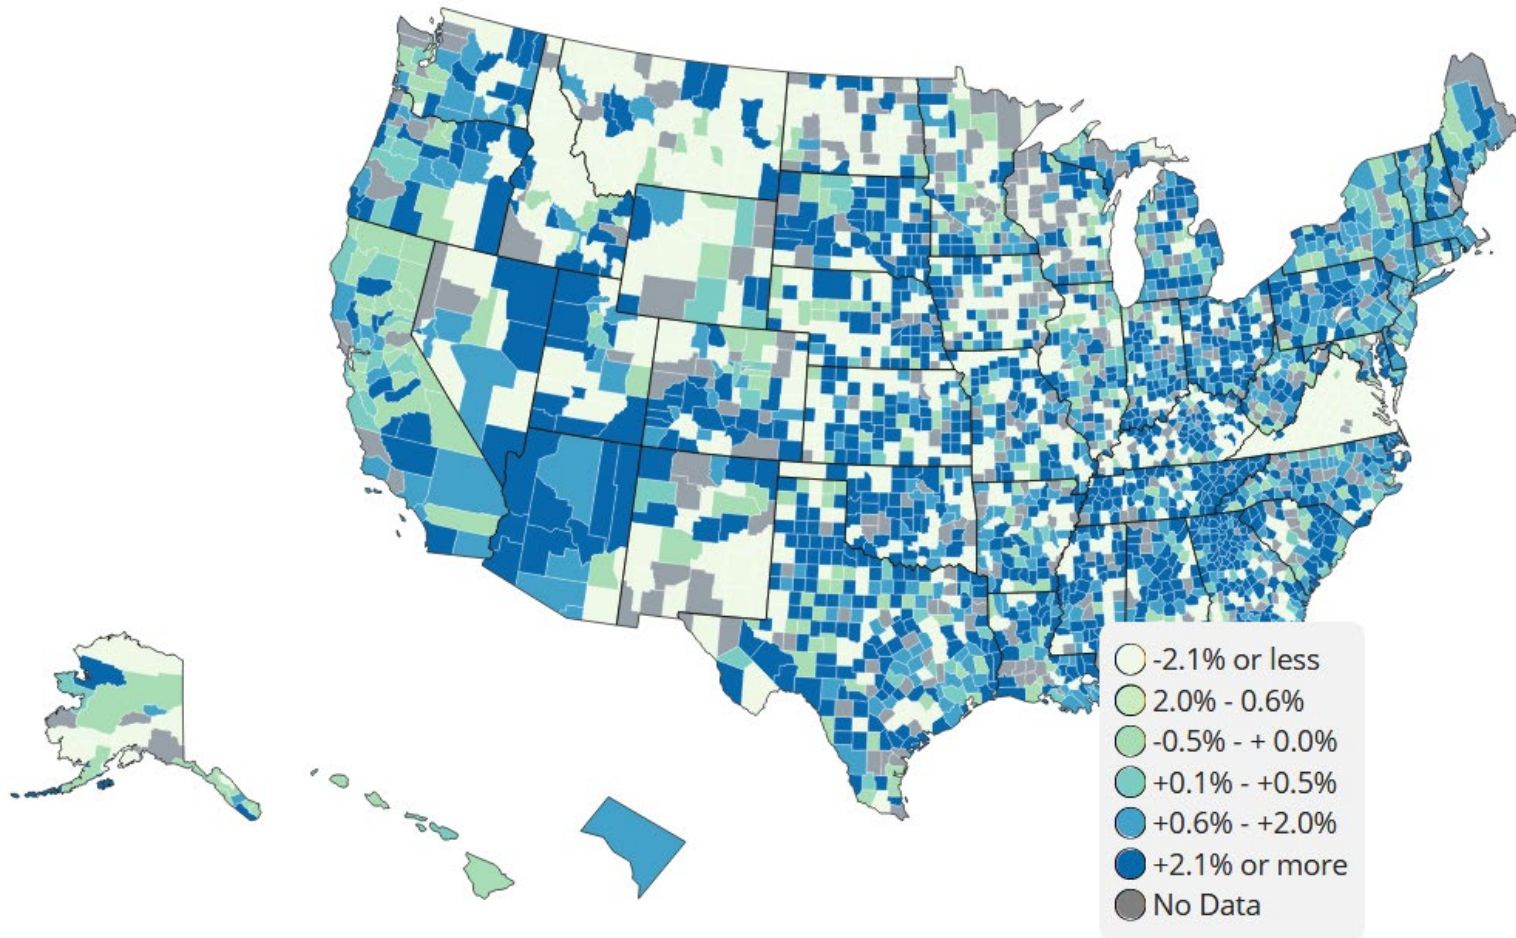 -2.1% or less
2.0% - 0.6%
-0.5% - + 0.0%
+0.1% - +0.5%
+0.6% - +2.0%
+2.1% or more
No Data